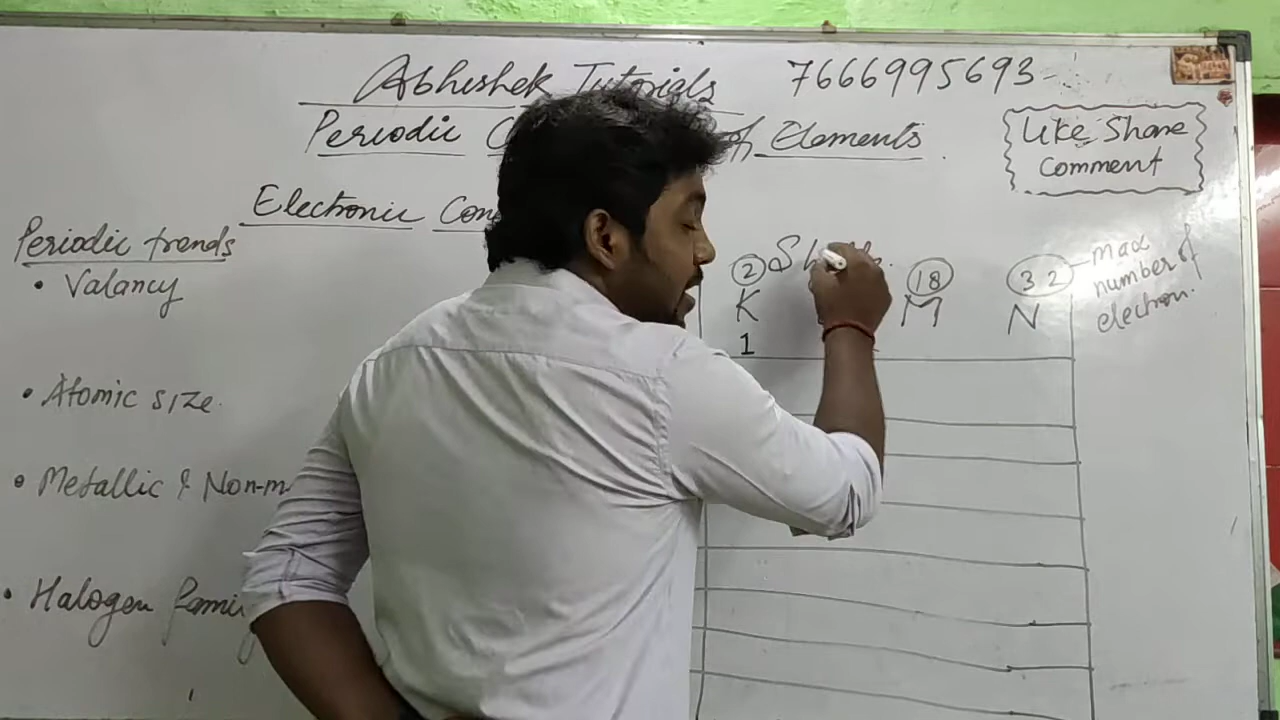 Abhishek Tutorials 7666995693
Periodic of Elements.
Like Share
Comment
Electronic
Periodic trends
• Valancy
• Atomic size.
• Metallic & Non-m
• Halogen
2 18 32
K M N
1
max
number of
electron.